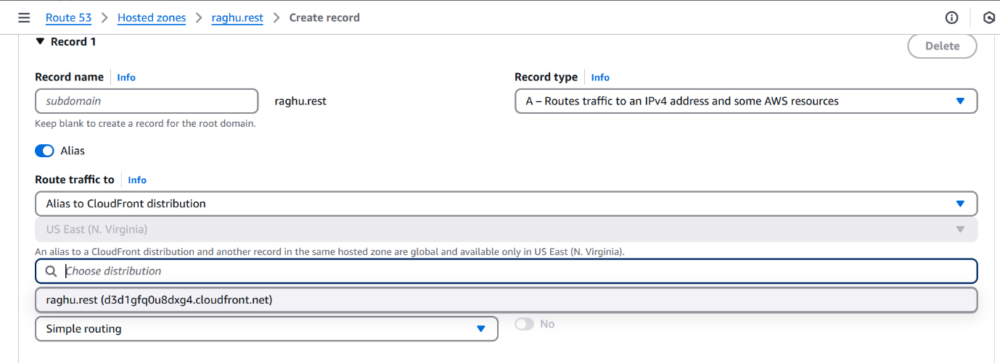 Route 53 > Hosted zones > raghu.rest > Create record
Record 1 Delete
Record name Info Record type Info
subdomain raghu.rest A – Routes traffic to an IPv4 address and some AWS resources
Keep blank to create a record for the root domain.
Alias
Route traffic to Info
Alias to CloudFront distribution
US East (N. Virginia)
An alias to a CloudFront distribution and another record in the same hosted zone are global and available only in US East (N. Virginia).
Choose distribution
raghu.rest (d3d1gfq0u8dxg4.cloudfront.net)
Simple routing No